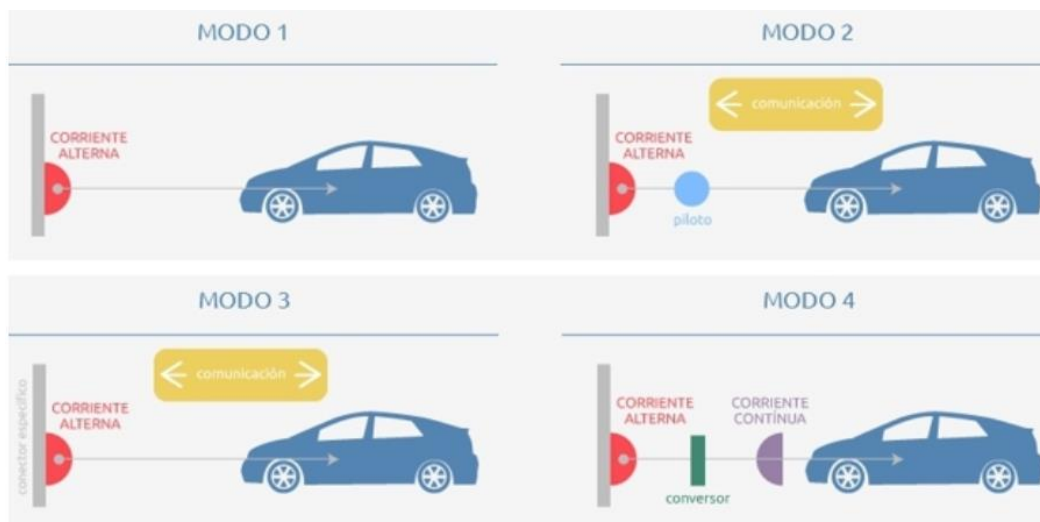 MODO 1
CORRIENTE
ALTERNA
MODO 2
comunicación
CORRIENTE
ALTERNA
piloto
MODO 3
comunicación
conector específico
CORRIENTE
ALTERNA
MODO 4
CORRIENTE
ALTERNA
CORRIENTE
CONTÍNUA
conversor